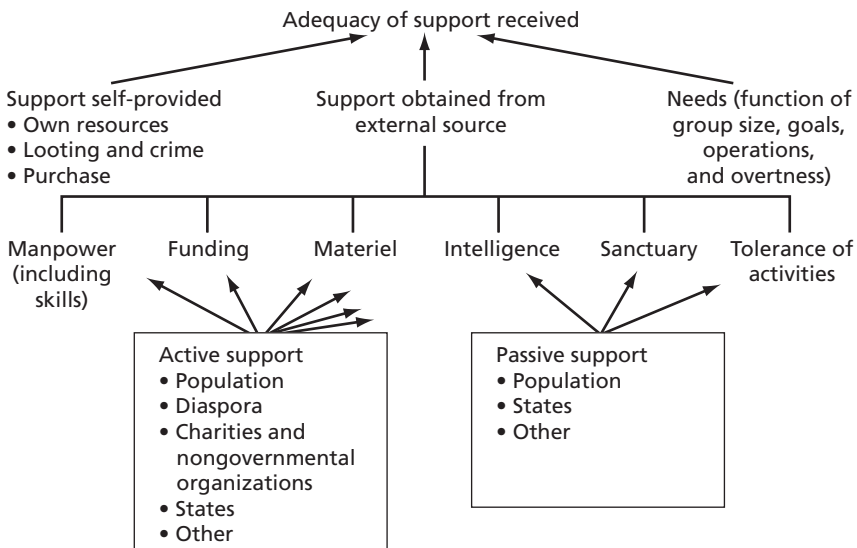 Adequacy of support received
Support self-provided
• Own resources
• Looting and crime
• Purchase
Support obtained from
external source
Needs (function of
group size, goals,
operations,
and overtness)
Manpower
(including
skills)
Funding
Materiel
Intelligence
Sanctuary
Tolerance of
activities
Active support
• Population
• Diaspora
• Charities and
nongovernmental
organizations
• States
• Other
Passive support
• Population
• States
• Other